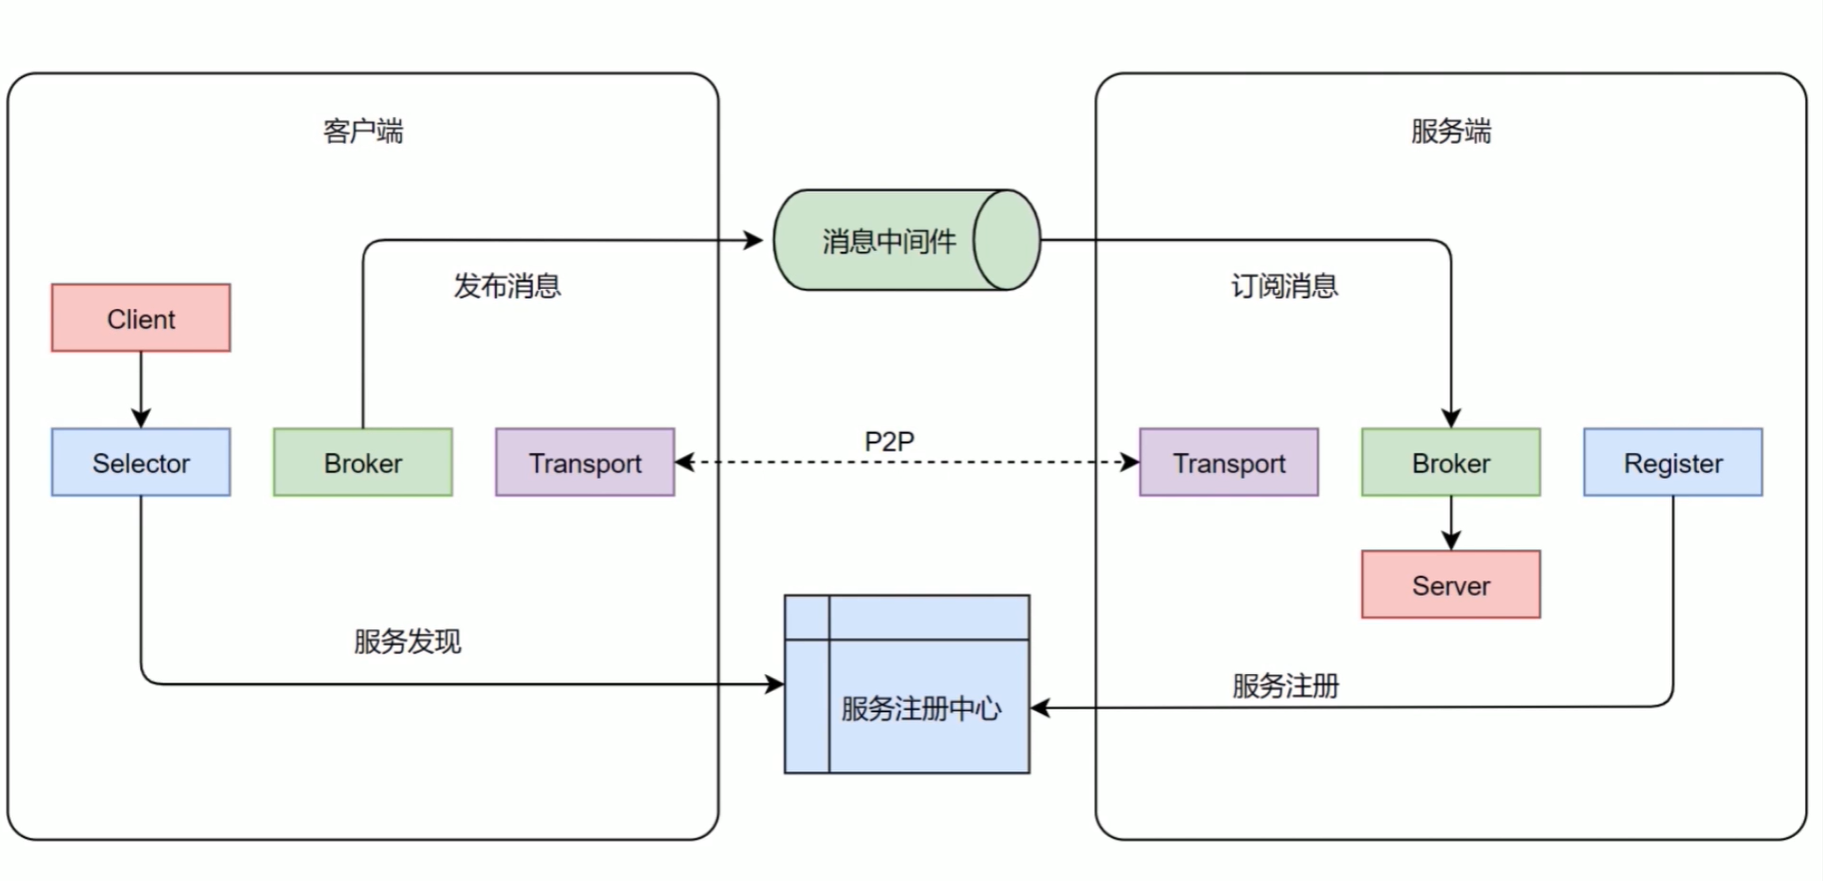 客户端
服务端
消息中间件
发布消息
订阅消息
Client
P2P
Selector
Broker
Transport
Transport
Broker
Register
Server
服务发现
服务注册
服务注册中心